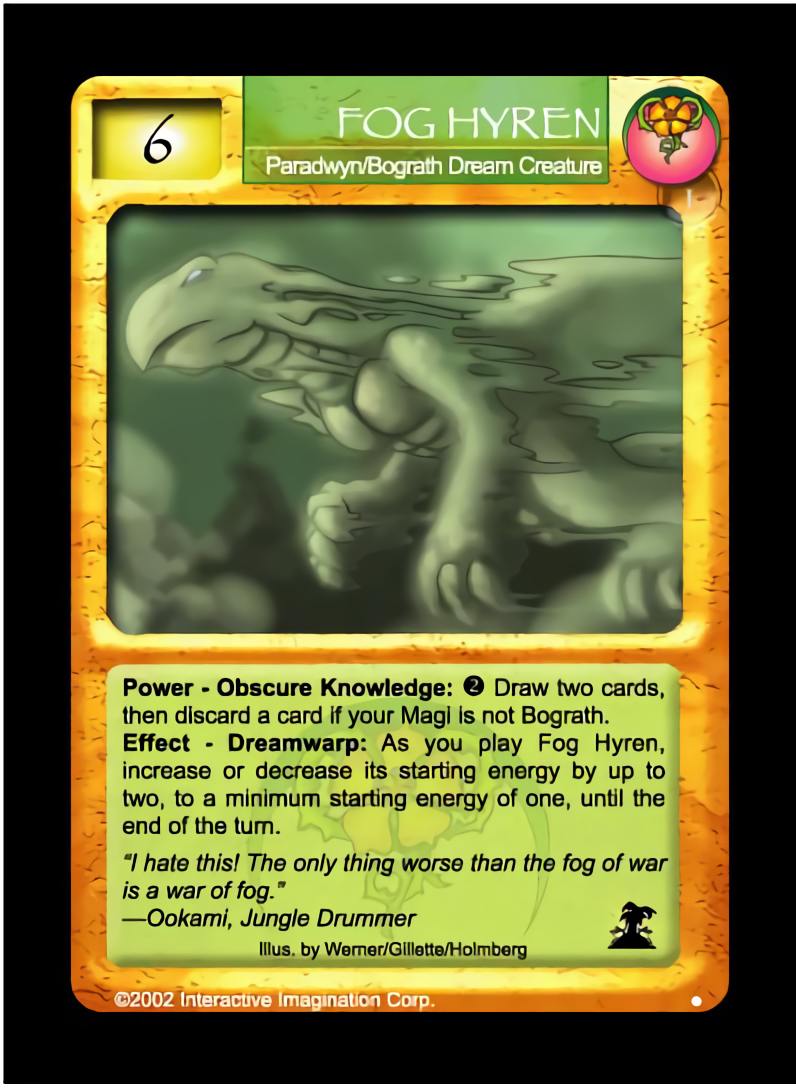 6
FOG HYREN
Paradwyn/Bograth Dream Creature
Power - Obscure Knowledge: ❷ Draw two cards,
then discard a card if your Magi is not Bograth.
Effect - Dreamwarp: As you play Fog Hyren,
increase or decrease its starting energy by up to
two, to a minimum starting energy of one, until the
end of the turn.
"I hate this! The only thing worse than the fog of war
is a war of fog."
—Ookami, Jungle Drummer
Illus. by Werner/Gillette/Holmberg
©2002 Interactive Imagination Corp.